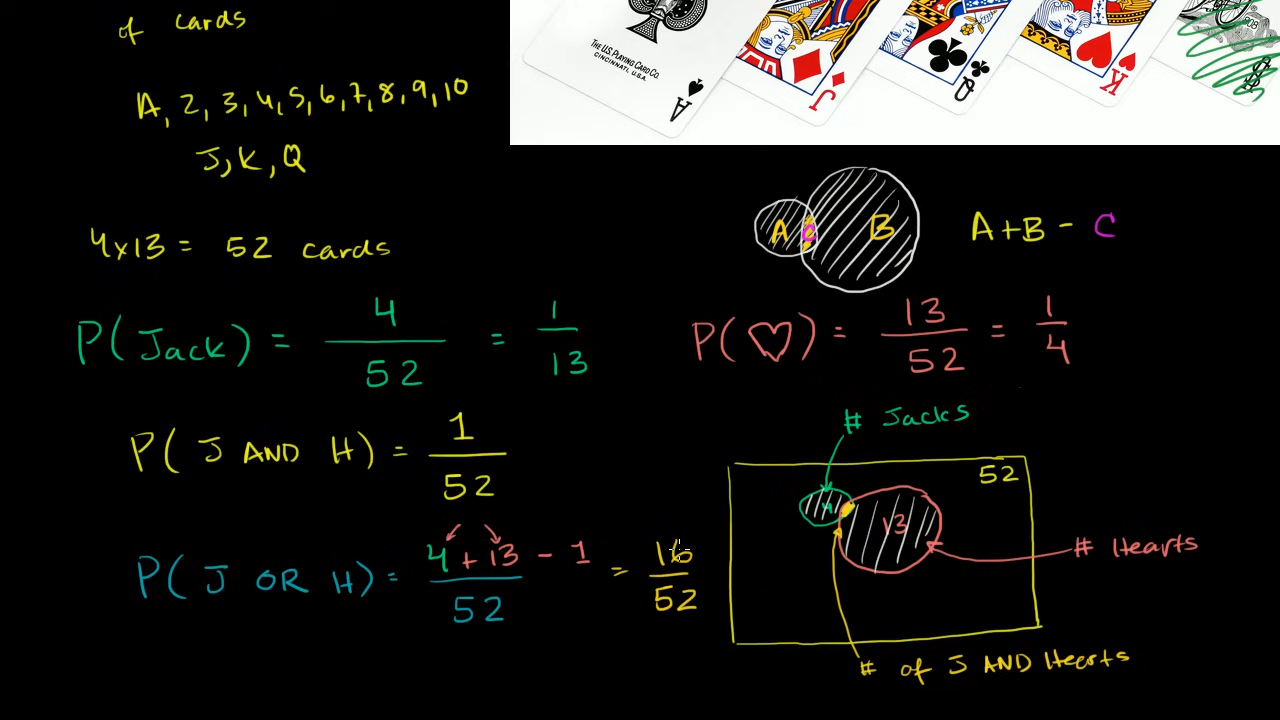 of cards
A, 2, 3, 4, 5, 6, 7, 8, 9, 10
J, K, Q
4x13 = 52 cards
THE U.S. PLAYING CARD CO.
CINCINNATI, U.S.A.
A
J
Q
K
$$
A B C
A+B - C
P(Jack) = 4/52 = 1/13
P(♡) = 13/52 = 1/4
P( J AND H) = 1/52
P( J OR H) = 4 + 13 - 1/52 = 16/52
# Jacks
52
4
13
# Hearts
# of J AND Hearts